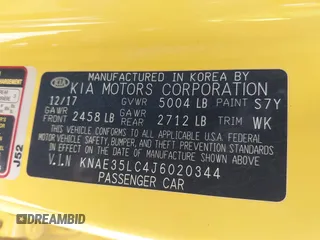 KIA
MANUFACTURED IN KOREA BY
KIA MOTORS CORPORATION
12/17 GVWR 5004 LB PAINT S7Y
GAWR FRONT 2458 LB GAWR REAR 2712 LB TRIM WK
THIS VEHICLE CONFORMS TO ALL APPLICABLE U.S.
FEDERAL MOTOR VEHICLE SAFETY, BUMPER, AND
THEFT PREVENTION STANDARDS IN EFFECT ON THE
DATE OF MANUFACTURE SHOWN ABOVE.
V.I.N KNAE35LC4J6020344
PASSENGER CAR
J52
DREAMBID